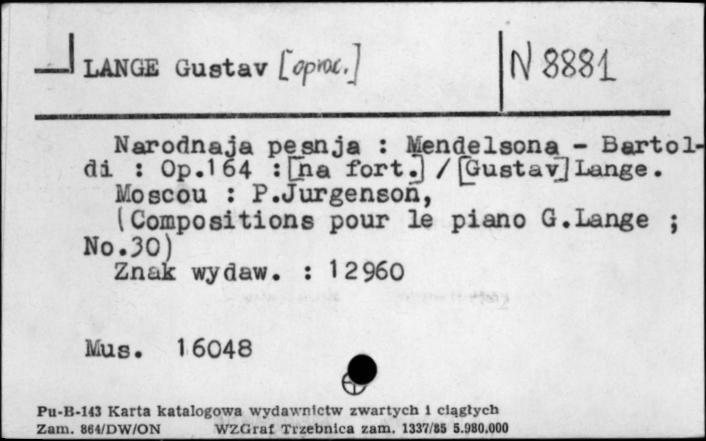 LANGE Gustav [oprac.]
N 8881
Narodnaja pesnja : Mendelsona - Bartol-
di : Op.164 :[na fort.] / [Gustav] Lange.
Moscou : P.Jurgenson,
(Compositions pour le piano G.Lange ;
No.30)
Znak wydaw. : 12960
Mus. 16048
Pu-B-143 Karta katalogowa wydawnictw zwartych i ciągłych
Zam. 864/DW/ON WZGraf Trzebnica zam. 1337/85 5.980.000